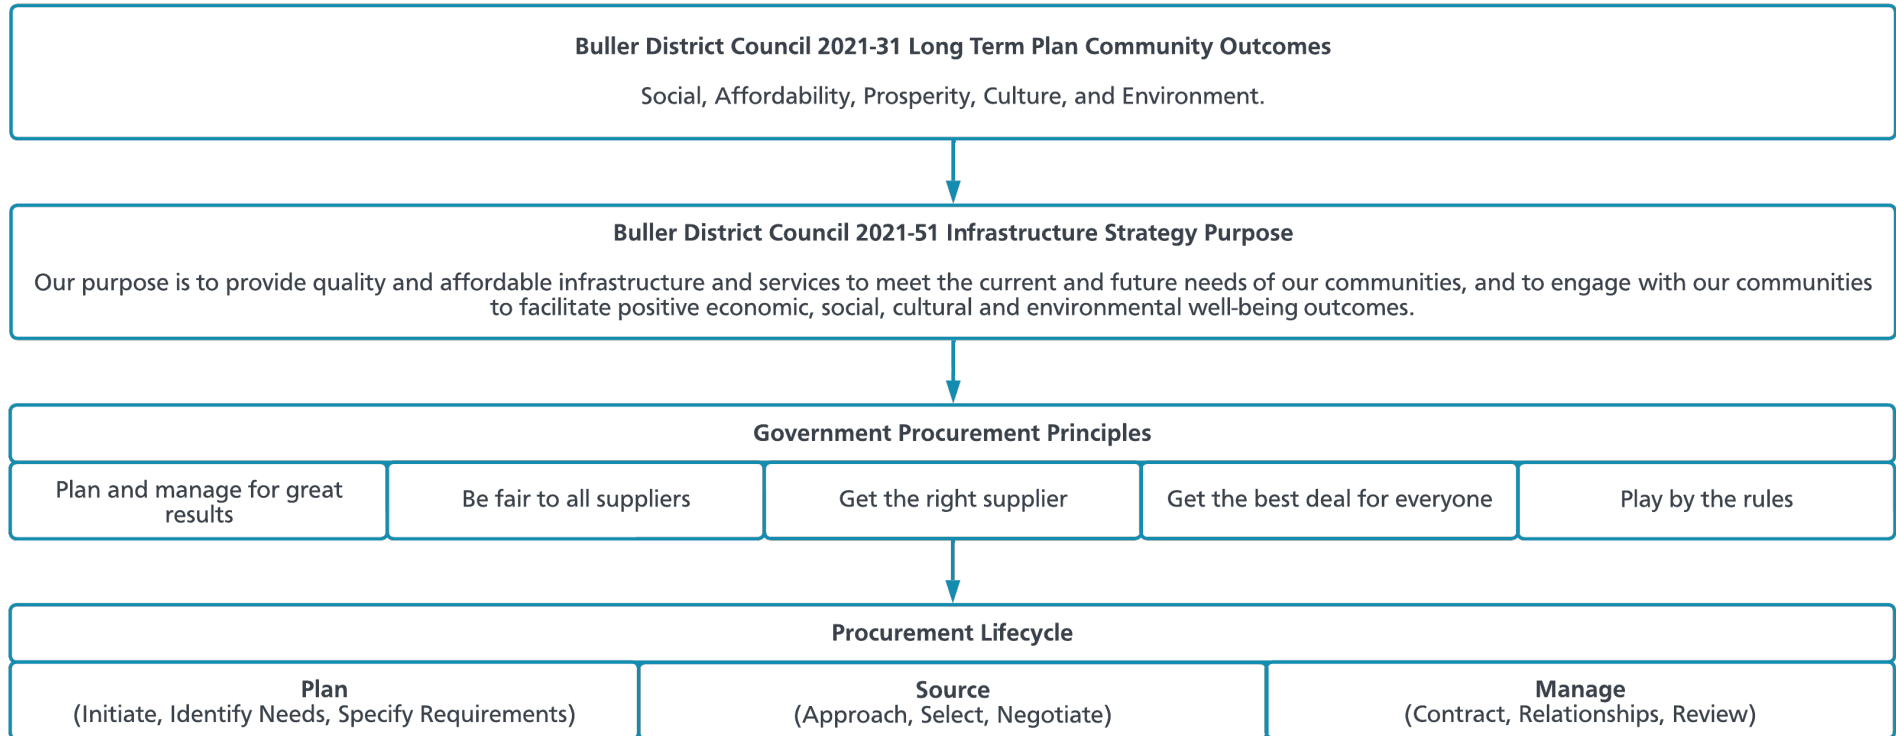 Buller District Council 2021-31 Long Term Plan Community Outcomes
Social, Affordability, Prosperity, Culture, and Environment.
Buller District Council 2021-51 Infrastructure Strategy Purpose
Our purpose is to provide quality and affordable infrastructure and services to meet the current and future needs of our communities, and to engage with our communities
to facilitate positive economic, social, cultural and environmental well-being outcomes.
Government Procurement Principles
Plan and manage for great
results
Be fair to all suppliers
Get the right supplier
Get the best deal for everyone
Play by the rules
Procurement Lifecycle
Plan
(Initiate, Identify Needs, Specify Requirements)
Source
(Approach, Select, Negotiate)
Manage
(Contract, Relationships, Review)